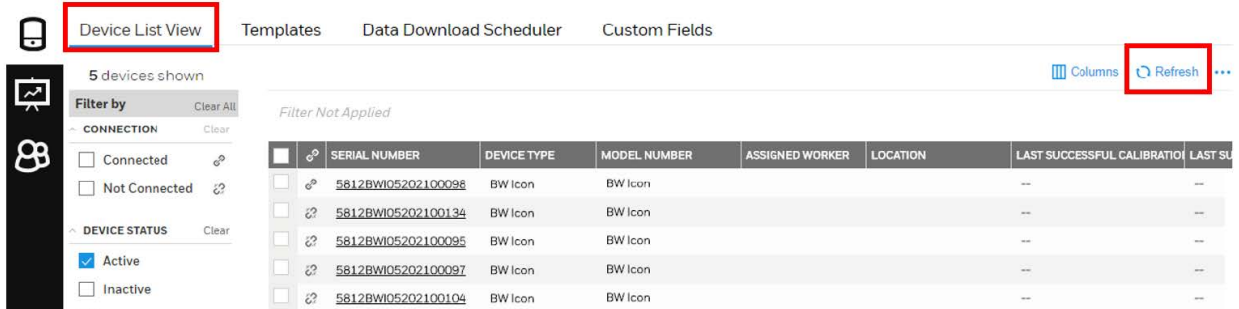 Device List View Templates Data Download Scheduler Custom Fields
5 devices shown
Columns Refresh ...
Filter by Clear All
Filter Not Applied
CONNECTION Clear
Connected
Not Connected
DEVICE STATUS Clear
Active
Inactive
SERIAL NUMBER DEVICE TYPE MODEL NUMBER ASSIGNED WORKER LOCATION LAST SUCCESSFUL CALIBRATIO LAST SU
5812BWI05202100098 BW Icon BW Icon -- --
5812BWI05202100134 BW Icon BW Icon -- --
5812BWI05202100095 BW Icon BW Icon -- --
5812BWI05202100097 BW Icon BW Icon -- --
5812BWI05202100104 BW Icon BW Icon -- --